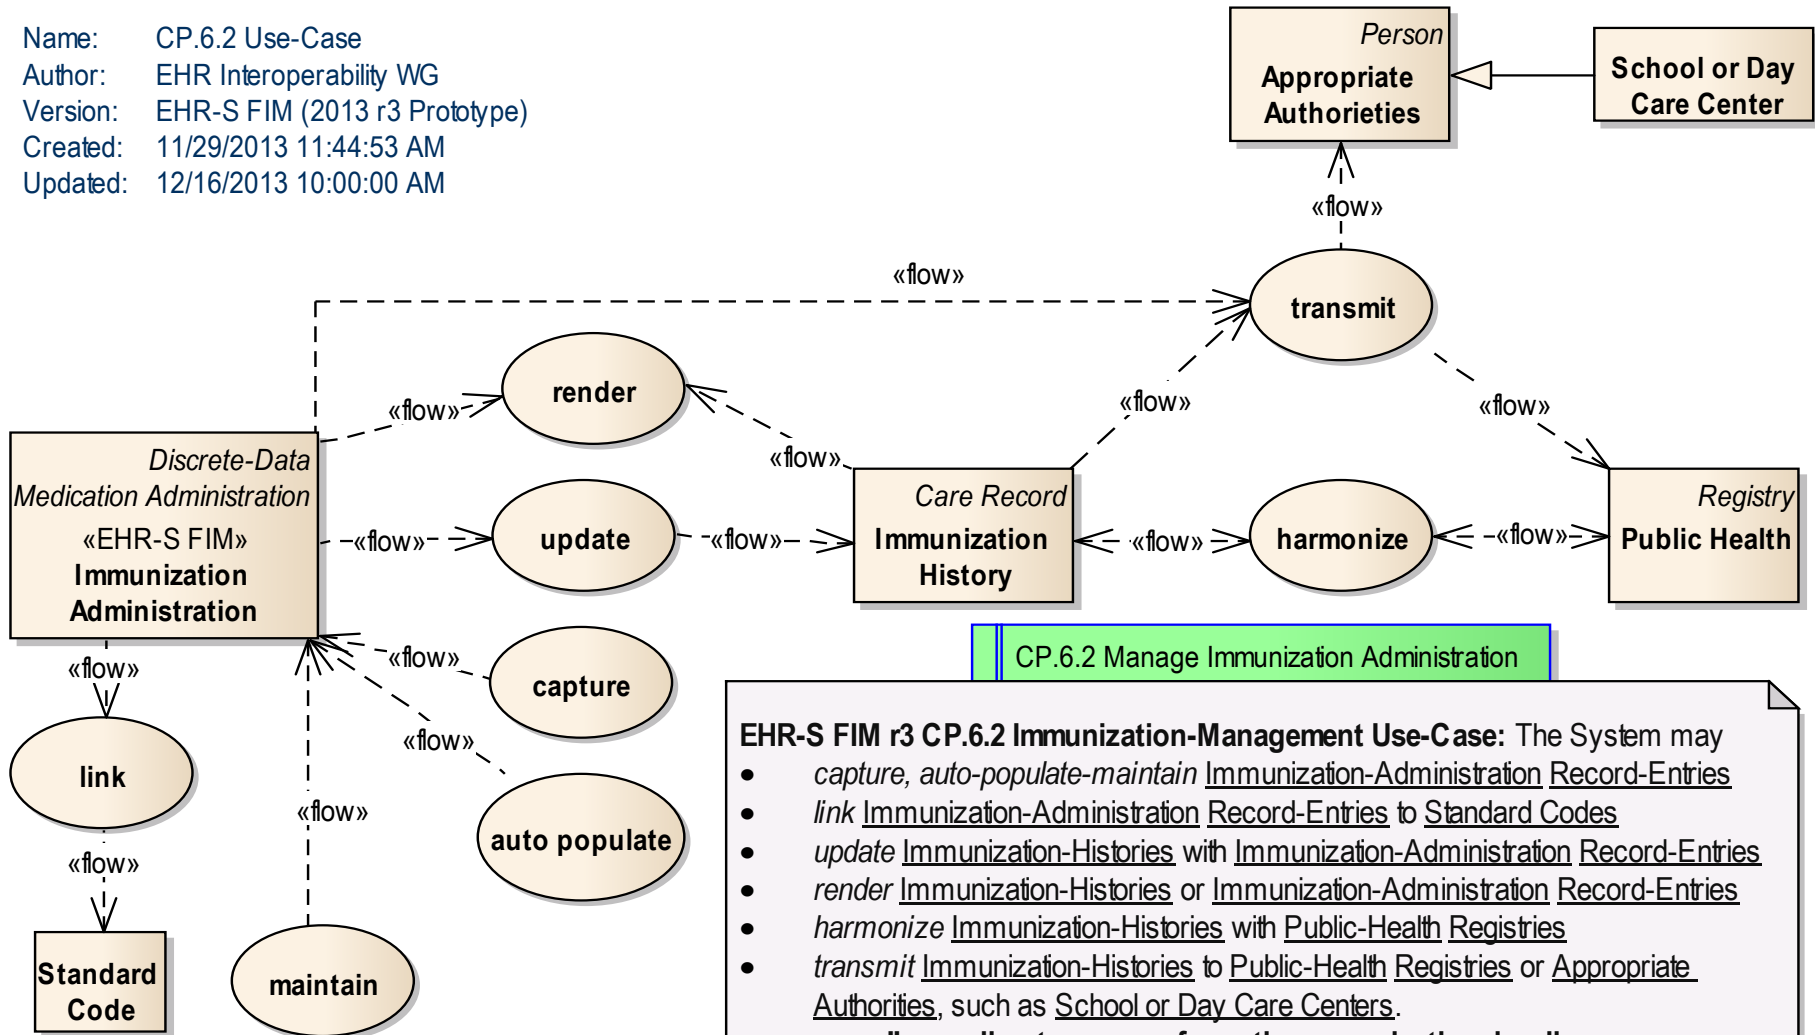 Name: CP.6.2 Use-Case
Author: EHR Interoperability WG
Version: EHR-S FIM (2013 r3 Prototype)
Created: 11/29/2013 11:44:53 AM
Updated: 12/16/2013 10:00:00 AM
Person
Appropriate
Authorieties
School or Day
Care Center
«flow»
«flow»
transmit
render
«flow»
«flow»
«flow»
«flow»
Discrete-Data
Medication Administration
«EHR-S FIM»
Immunization
Administration
«flow»
update
«flow»
Care Record
Immunization
History
«flow»
harmonize
«flow»
Registry
Public Health
«flow»
capture
«flow»
link
«flow»
auto populate
«flow»
«flow»
Standard
Code
maintain
CP.6.2 Manage Immunization Administration
EHR-S FIM r3 CP.6.2 Immunization-Management Use-Case: The System may
• capture, auto-populate-maintain Immunization-Administration Record-Entries
• link Immunization-Administration Record-Entries to Standard Codes
• update Immunization-Histories with Immunization-Administration Record-Entries
• render Immunization-Histories or Immunization-Administration Record-Entries
• harmonize Immunization-Histories with Public-Health Registries
• transmit Immunization-Histories to Public-Health Registries or Appropriate
Authorities, such as School or Day Care Centers.